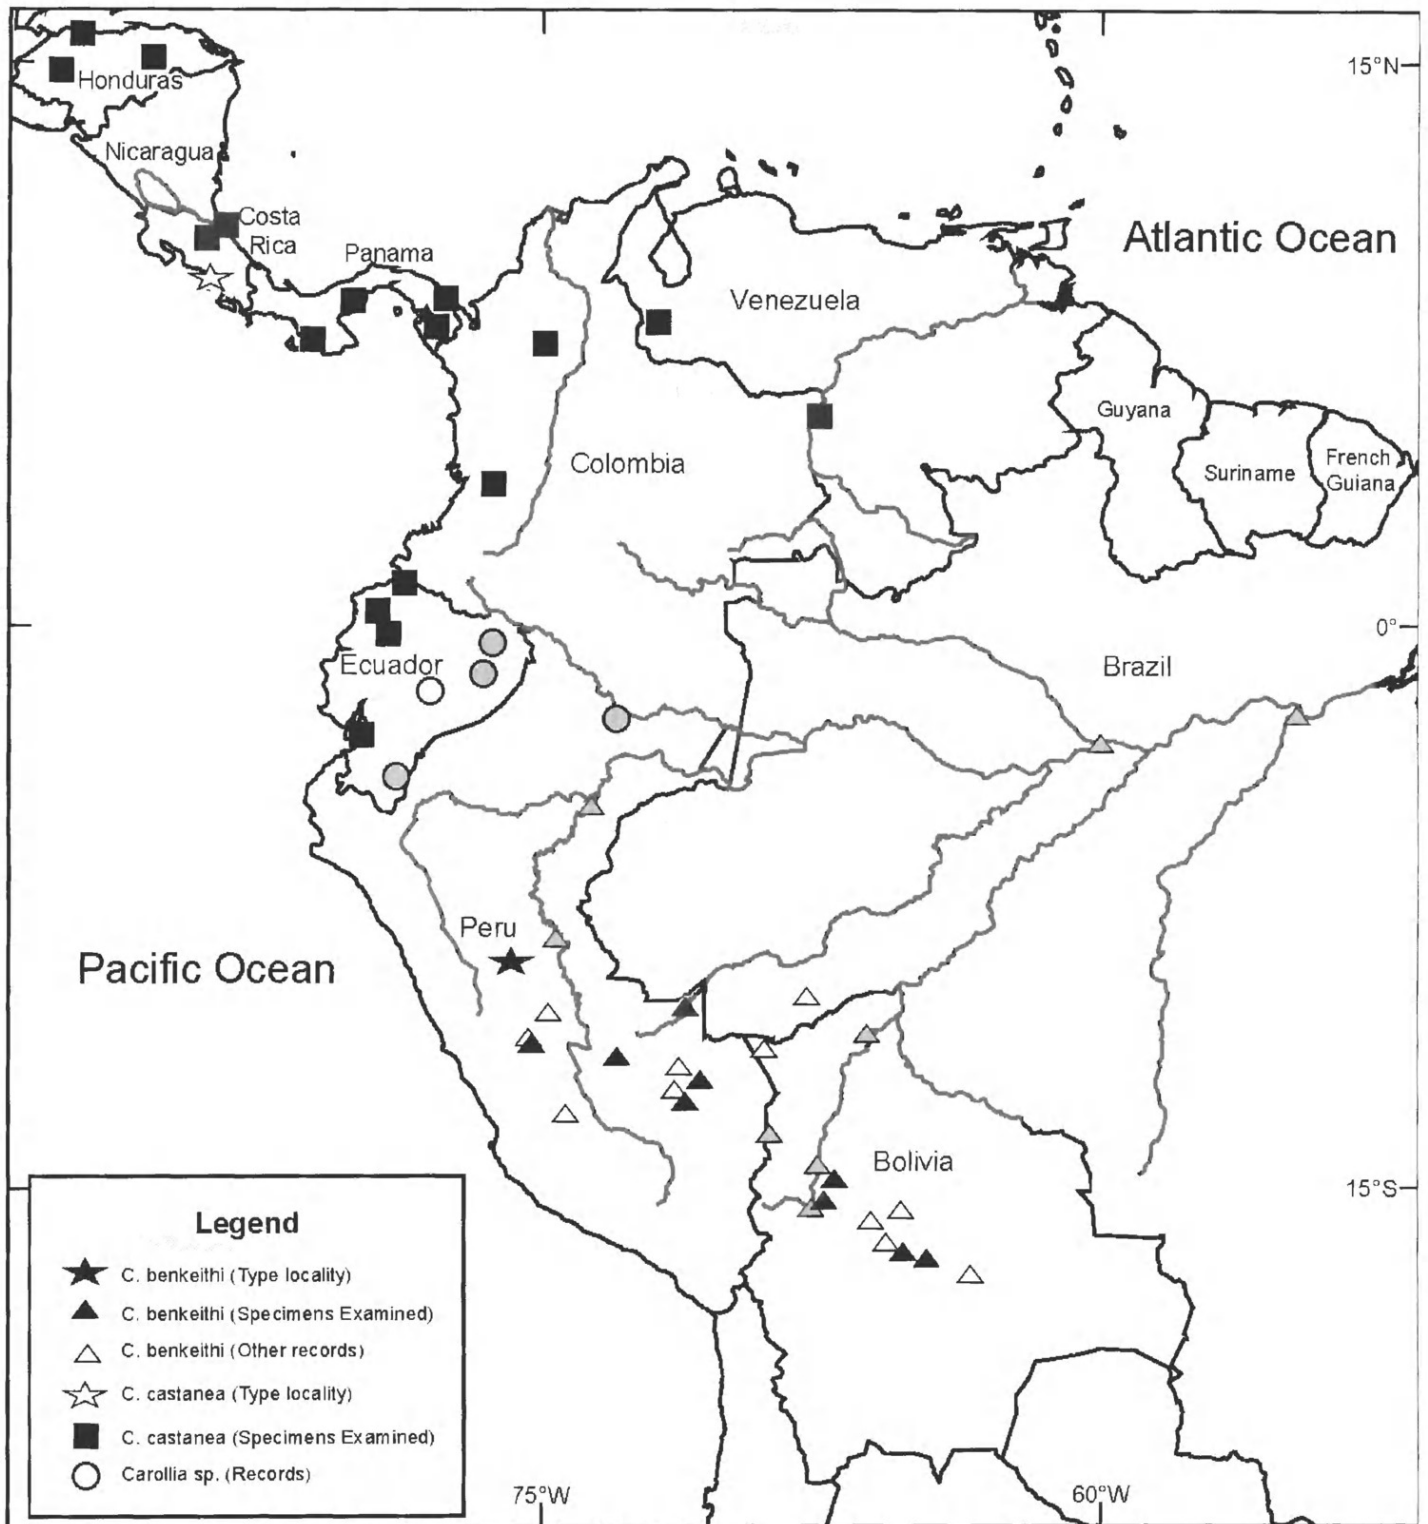 15°N
Honduras
Nicaragua
Costa
Rica
Panama
Atlantic Ocean
Venezuela
Guyana
Suriname
French
Guiana
Colombia
0°
Ecuador
Brazil
Peru
Pacific Ocean
Bolivia
15°S
Legend
C. benkeithi (Type locality)
C. benkeithi (Specimens Examined)
C. benkeithi (Other records)
C. castanea (Type locality)
C. castanea (Specimens Examined)
Carollia sp. (Records)
75°W
60°W